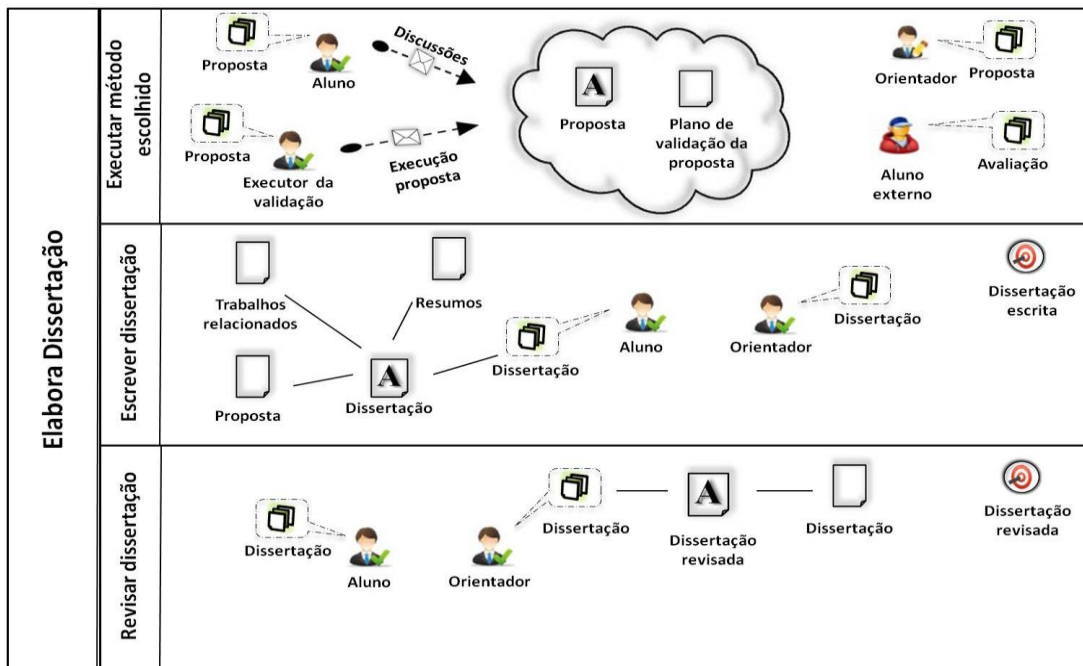 Elabora Dissertação
Executar método
escolhido
Proposta
Aluno
Discussões
Proposta
Executor da
validação
Execução
proposta
A
Proposta
Plano de
validação da
proposta
Orientador
Proposta
Aluno
externo
Avaliação
Escrever dissertação
Trabalhos
relacionados
Resumos
Proposta
A
Dissertação
Dissertação
Aluno
Orientador
Dissertação
Dissertação
escrita
Revisar dissertação
Dissertação
Aluno
Orientador
Dissertação
A
Dissertação
revisada
Dissertação
Dissertação
revisada